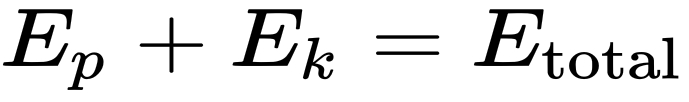 E_p + E_k = E_total